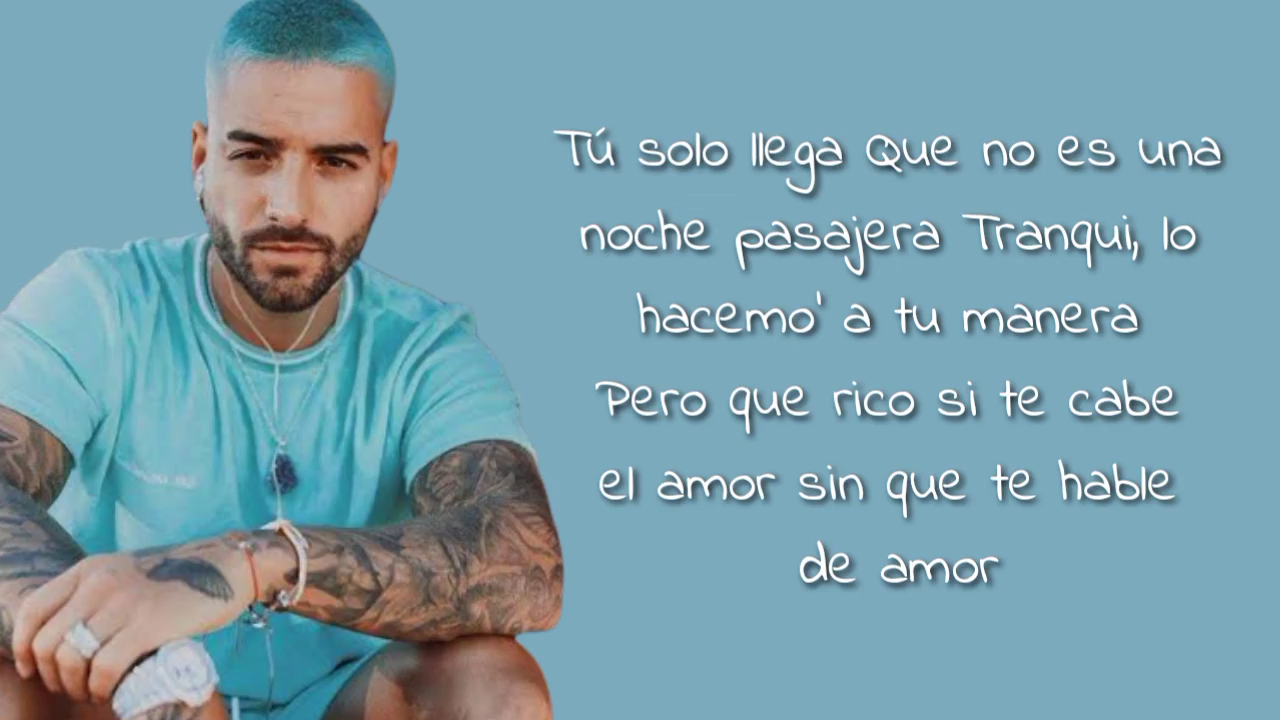 Tú solo llega Que no es una
noche pasajera Tranqui, lo
hacemo' a tu manera
Pero que rico si te cabe
el amor sin que te hable
de amor